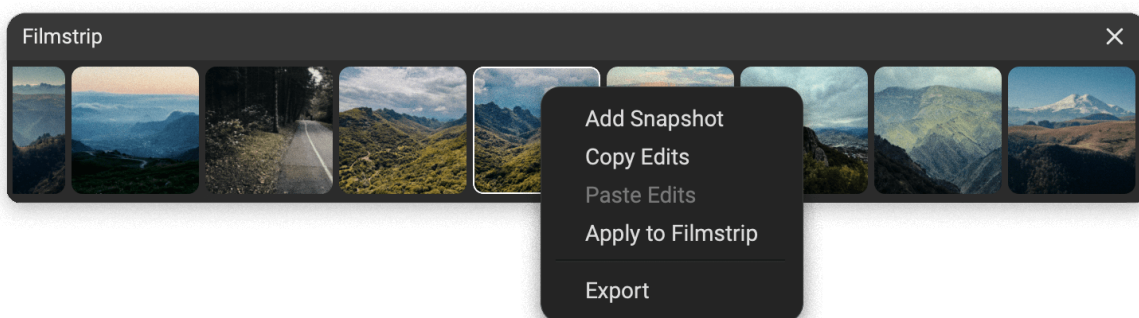 Filmstrip
Add Snapshot
Copy Edits
Paste Edits
Apply to Filmstrip
Export